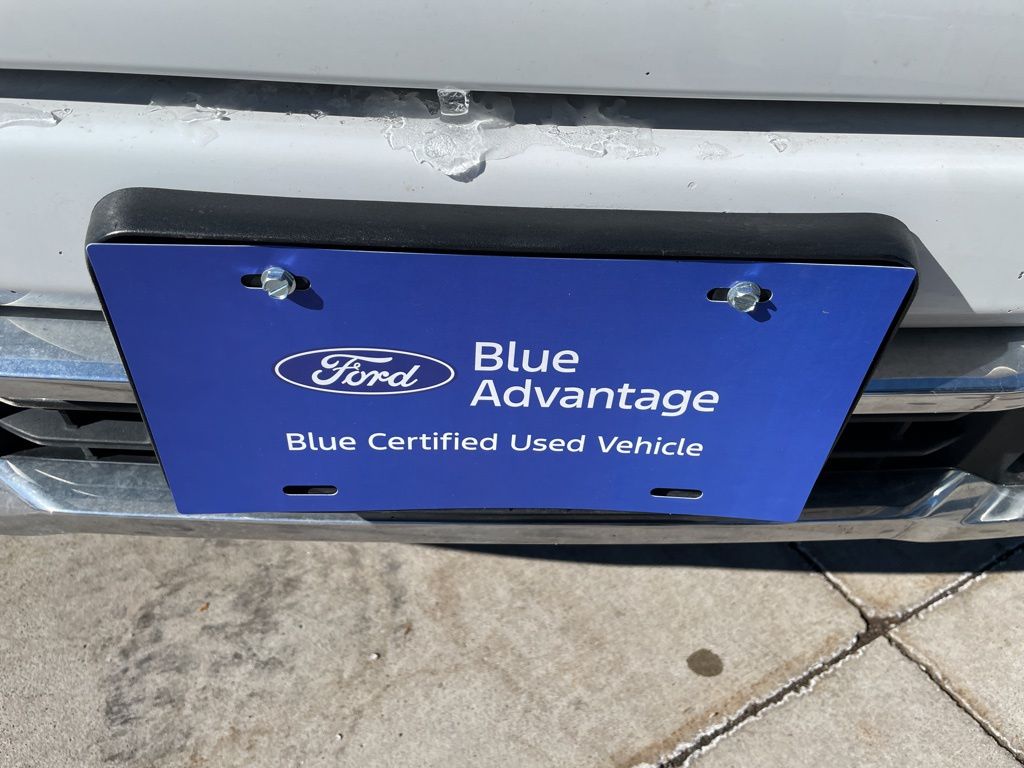 Ford
Blue
Advantage
Blue Certified Used Vehicle